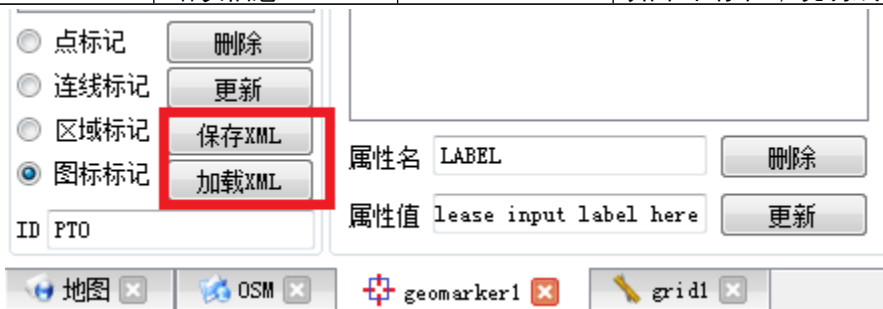 点标记 删除
连线标记 更新
区域标记 保存XML
图标标记 加载XML
ID PTO
属性名 LABEL 删除
属性值 lease input label here 更新
地图 OSM geomarker1 grid1